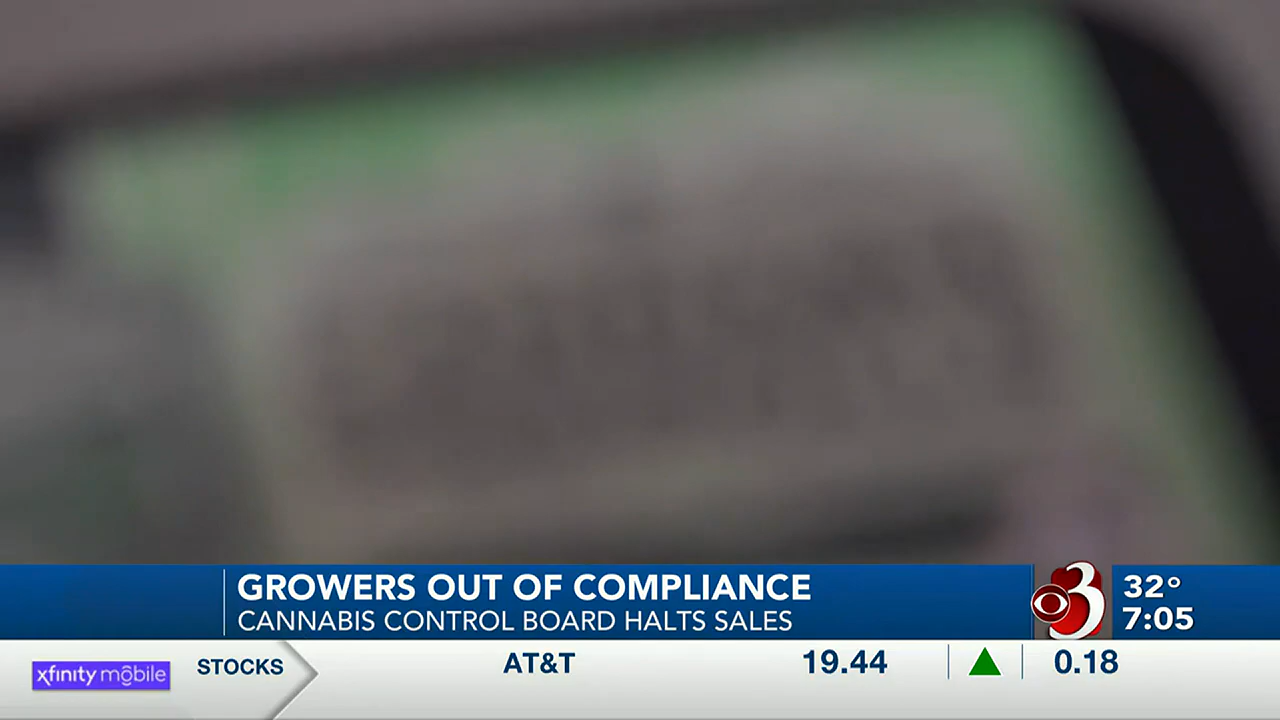 GROWERS OUT OF COMPLIANCE
CANNABIS CONTROL BOARD HALTS SALES
3
32°
7:05
xfinity mobile
STOCKS
AT&T
19.44
0.18